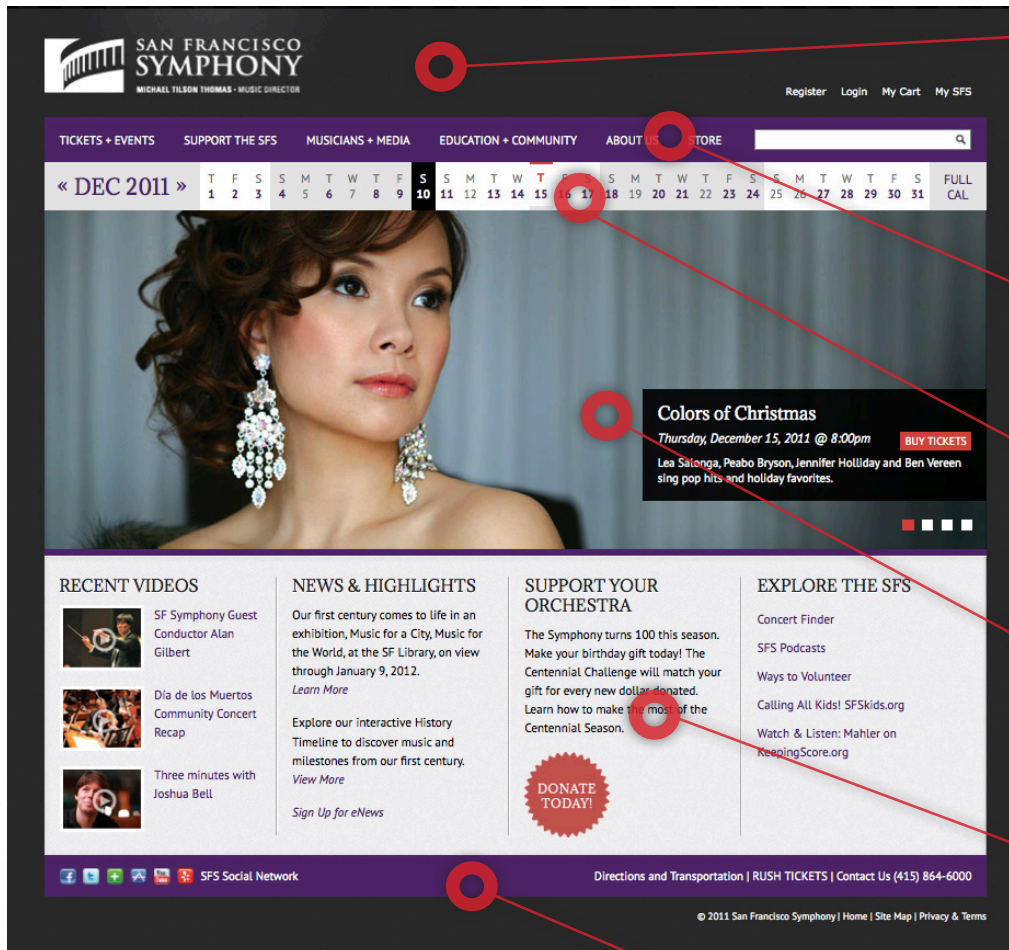 SAN FRANCISCO
SYMPHONY
MICHAEL TILSON THOMAS - MUSIC DIRECTOR
Register Login My Cart My SFS
TICKETS + EVENTS SUPPORT THE SFS MUSICIANS + MEDIA EDUCATION + COMMUNITY ABOUT US STORE
« DEC 2011 »
T F S S M T W T F S S M T W T F S S M T W T F S S M T W T F S
1 2 3 4 5 6 7 8 9 10 11 12 13 14 15 16 17 18 19 20 21 22 23 24 25 26 27 28 29 30 31
FULL
CAL
Colors of Christmas
Thursday, December 15, 2011 @ 8:00pm
BUY TICKETS
Lea Salonga, Peabo Bryson, Jennifer Holliday and Ben Vereen
sing pop hits and holiday favorites.
RECENT VIDEOS
SF Symphony Guest
Conductor Alan
Gilbert
Día de los Muertos
Community Concert
Recap
Three minutes with
Joshua Bell
NEWS & HIGHLIGHTS
Our first century comes to life in an
exhibition, Music for a City, Music for
the World, at the SF Library, on view
through January 9, 2012.
Learn More
Explore our interactive History
Timeline to discover music and
milestones from our first century.
View More
Sign Up for eNews
SUPPORT YOUR
ORCHESTRA
The Symphony turns 100 this season.
Make your birthday gift today! The
Centennial Challenge will match your
gift for every new dollar donated.
Learn how to make the most of the
Centennial Season.
DONATE
TODAY!
EXPLORE THE SFS
Concert Finder
SFS Podcasts
Ways to Volunteer
Calling All Kids! SFSkids.org
Watch & Listen: Mahler on
KeepingScore.org
SFS Social Network
Directions and Transportation | RUSH TICKETS | Contact Us (415) 864-6000
© 2011 San Francisco Symphony | Home | Site Map | Privacy & Terms